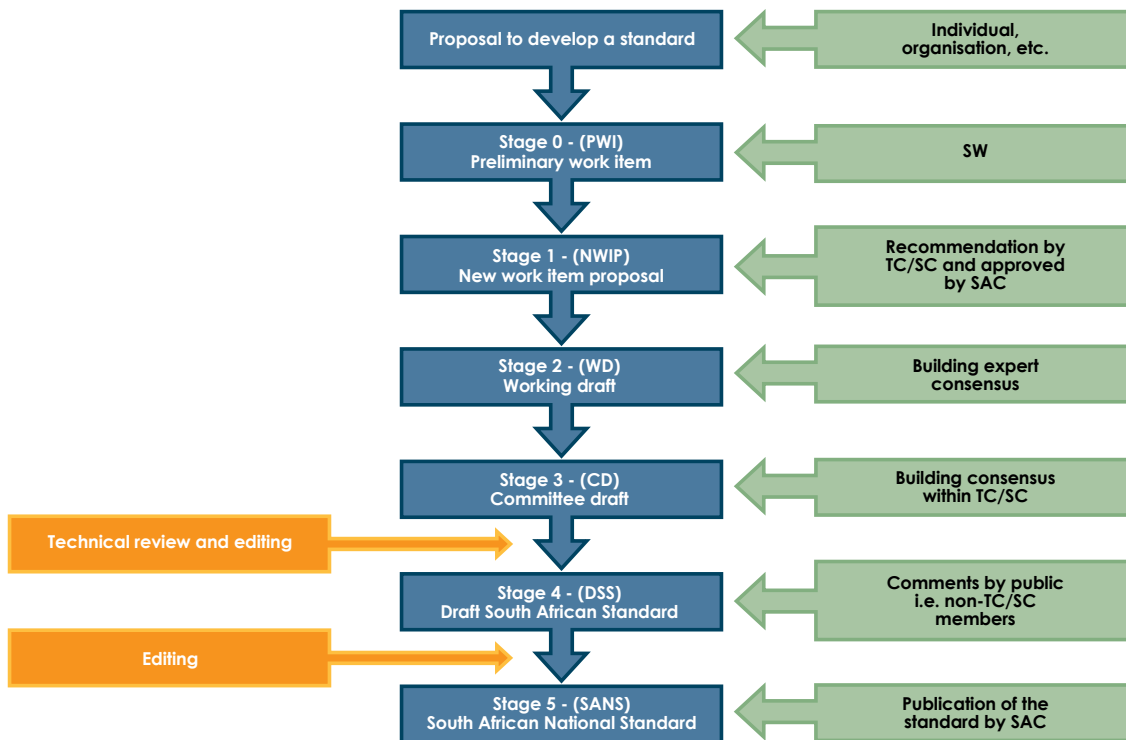 Proposal to develop a standard
Individual,
organisation, etc.
Stage 0 - (PWI)
Preliminary work item
SW
Stage 1 - (NWIP)
New work item proposal
Recommendation by
TC/SC and approved
by SAC
Stage 2 - (WD)
Working draft
Building expert
consensus
Stage 3 - (CD)
Committee draft
Building consensus
within TC/SC
Technical review and editing
Stage 4 - (DSS)
Draft South African Standard
Comments by public
i.e. non-TC/SC
members
Editing
Stage 5 - (SANS)
South African National Standard
Publication of the
standard by SAC